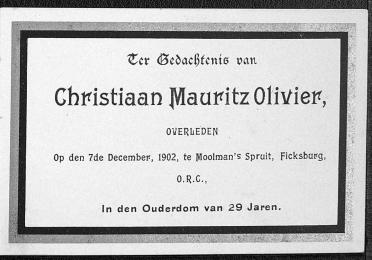 Ter Gedachtenis van
Christiaan Mauritz Olivier,
OVERLEDEN
Op den 7de December, 1902, te Moolman's Spruit, Ficksburg,
O.R.C.,
In den Ouderdom van 29 Jaren.